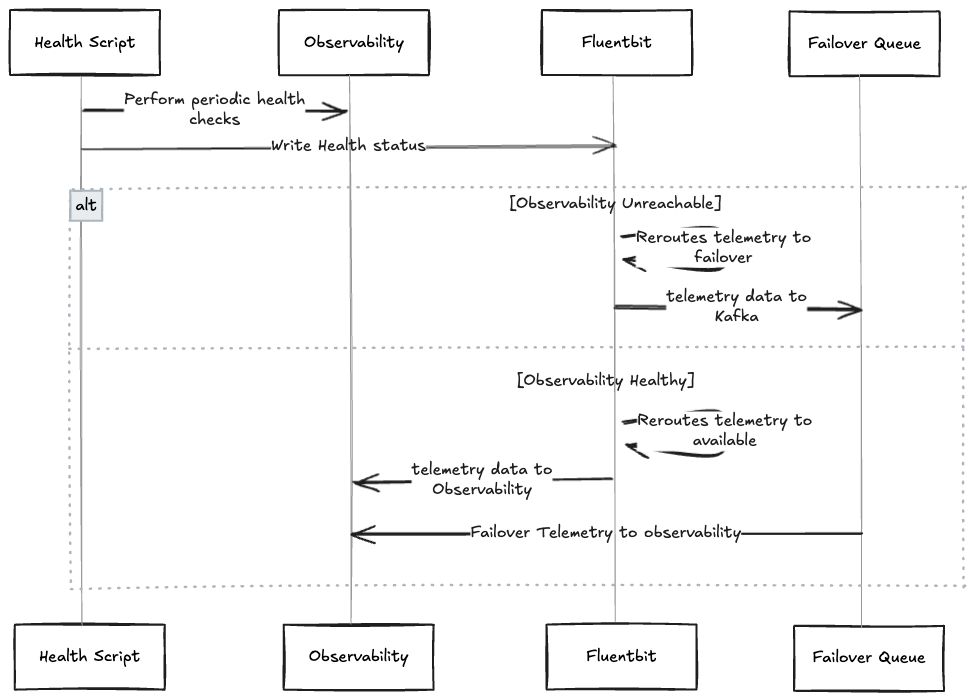 Health Script
Observability
Fluentbit
Failover Queue
Perform periodic health
checks
Write Health status
alt
[Observability Unreachable]
Reroutes telemetry to
failover
telemetry data to
Kafka
[Observability Healthy]
Reroutes telemetry to
available
telemetry data to
Observability
Failover Telemetry to observability
Health Script
Observability
Fluentbit
Failover Queue